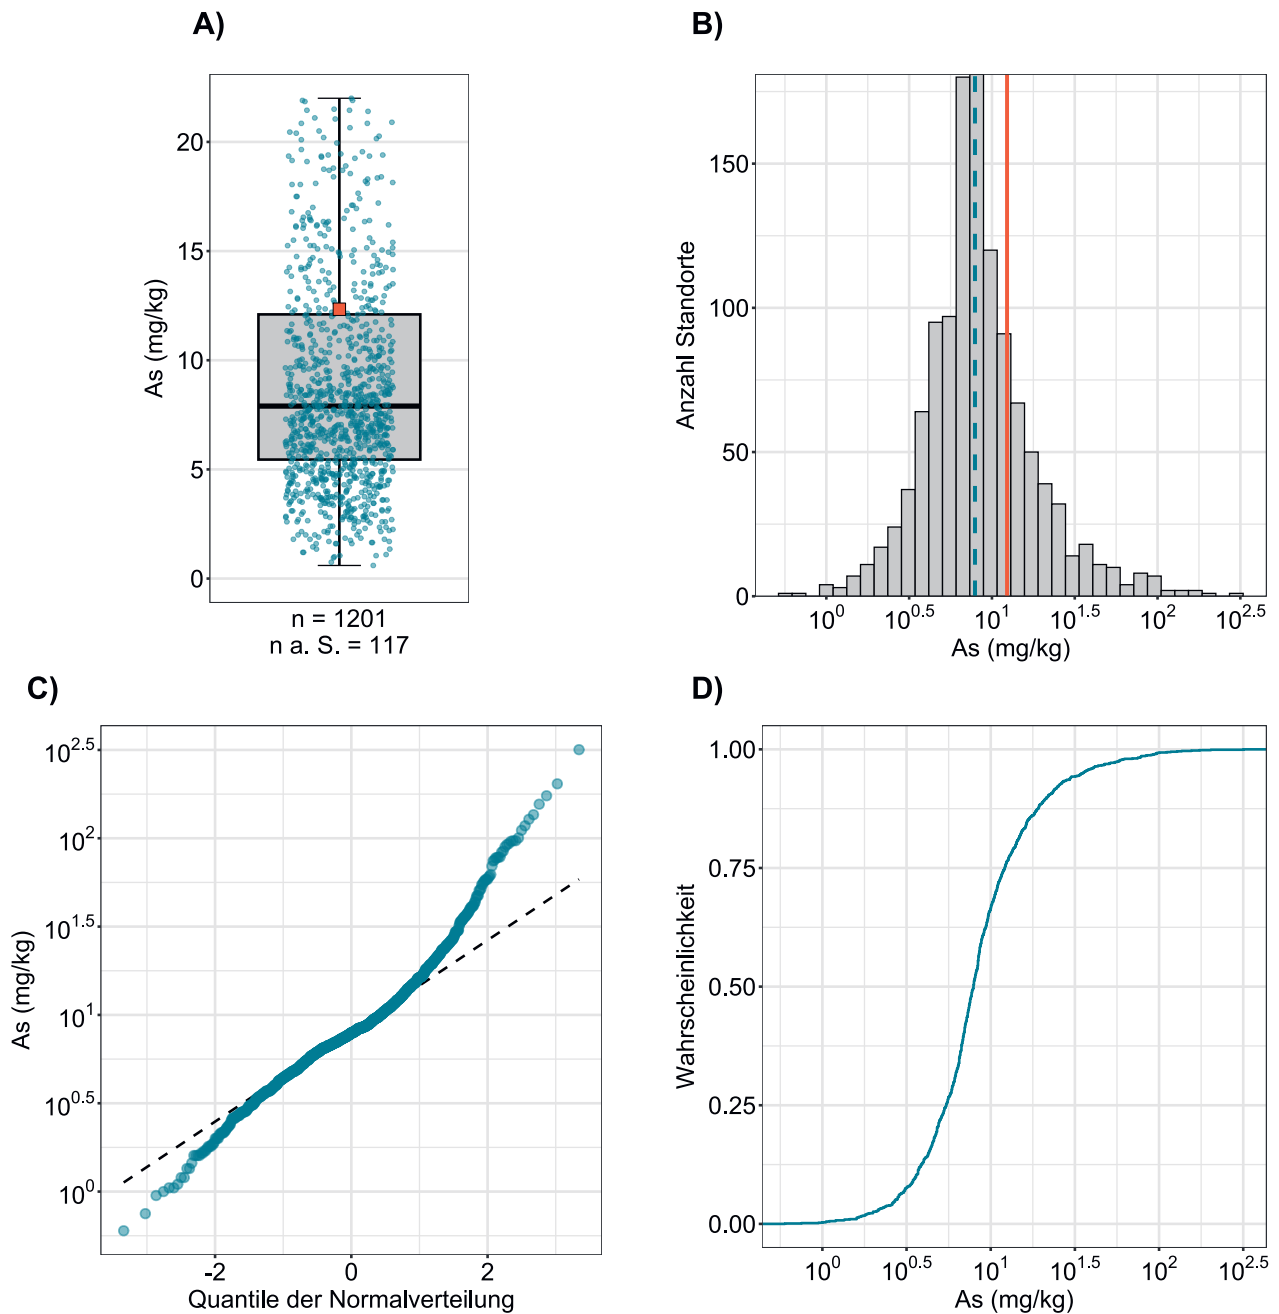 A)
As (mg/kg)
20
15
10
5
0
n = 1201
n a. S. = 117
B)
Anzahl Standorte
150
100
50
0
10^0 10^0.5 10^1 10^1.5 10^2 10^2.5
As (mg/kg)
C)
As (mg/kg)
10^2.5
10^2
10^1.5
10^1
10^0.5
10^0
-2 0 2
Quantile der Normalverteilung
D)
Wahrscheinlichkeit
1.00
0.75
0.50
0.25
0.00
10^0 10^0.5 10^1 10^1.5 10^2 10^2.5
As (mg/kg)